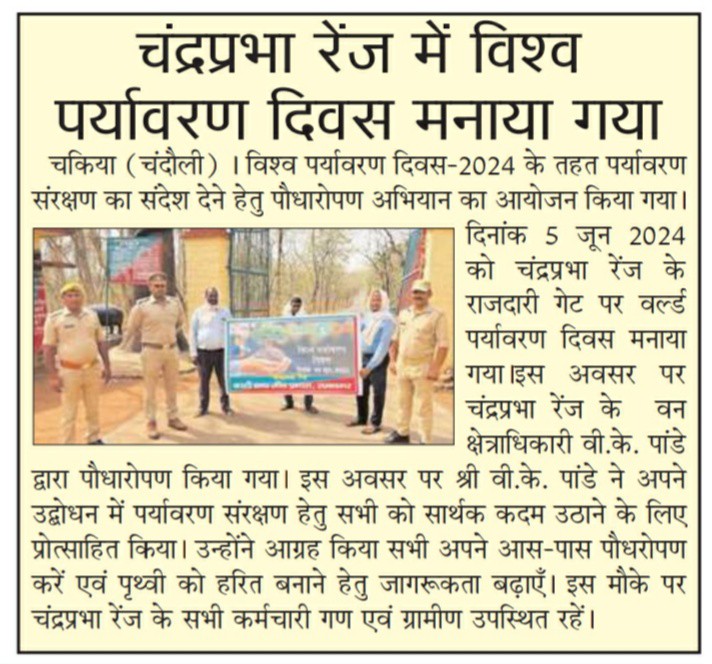 चंद्रप्रभा रेंज में विश्व
पर्यावरण दिवस मनाया गया
चकिया (चंदौली) । विश्व पर्यावरण दिवस-2024 के तहत पर्यावरण
संरक्षण का संदेश देने हेतु पौधारोपण अभियान का आयोजन किया गया।
दिनांक 5 जून 2024
को चंद्रप्रभा रेंज के
राजदारी गेट पर वर्ल्ड
पर्यावरण दिवस मनाया
गया।इस अवसर पर
चंद्रप्रभा रेंज के वन
क्षेत्राधिकारी वी.के. पांडे
द्वारा पौधारोपण किया गया। इस अवसर पर श्री वी.के. पांडे ने अपने
उद्बोधन में पर्यावरण संरक्षण हेतु सभी को सार्थक कदम उठाने के लिए
प्रोत्साहित किया। उन्होंने आग्रह किया सभी अपने आस-पास पौधरोपण
करें एवं पृथ्वी को हरित बनाने हेतु जागरूकता बढ़ाएँ। इस मौके पर
चंद्रप्रभा रेंज के सभी कर्मचारी गण एवं ग्रामीण उपस्थित रहें।